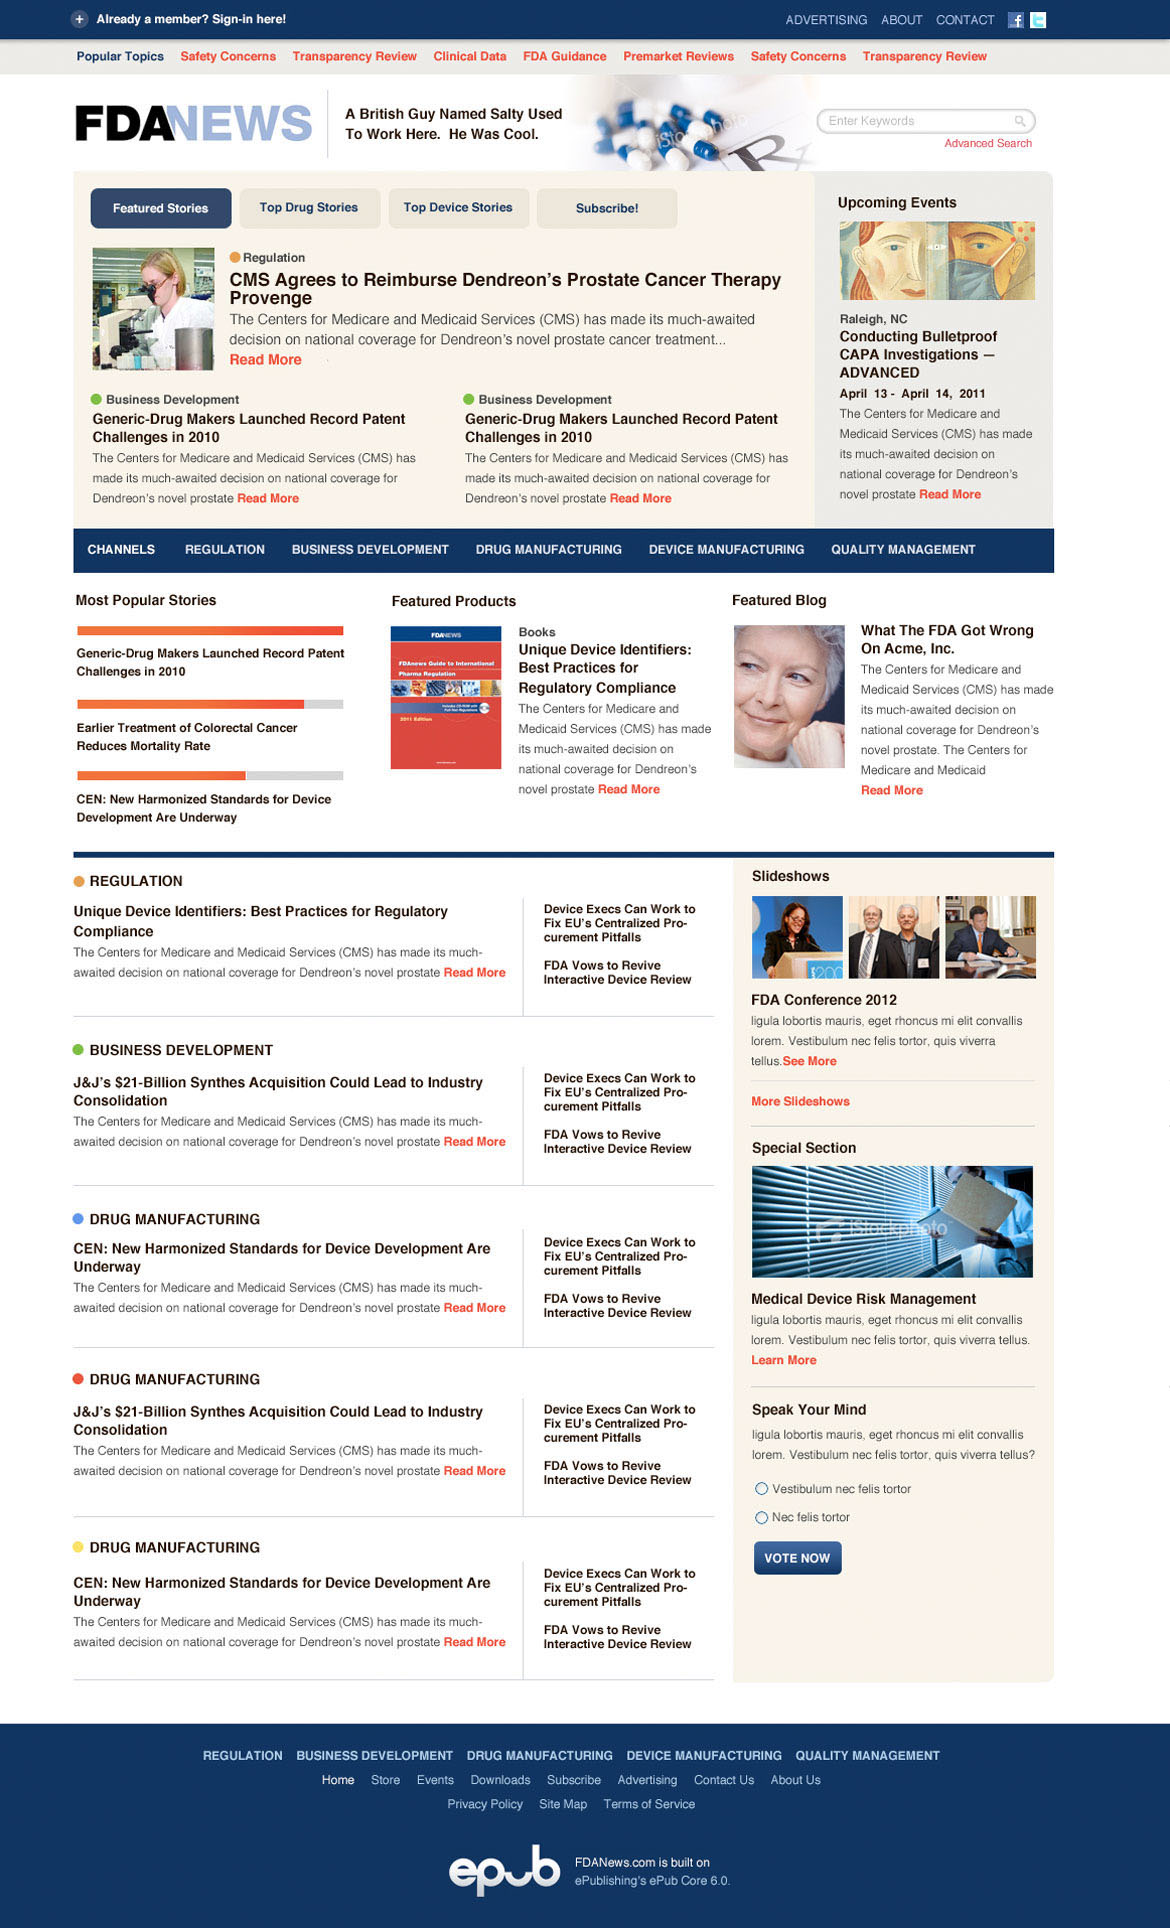 Already a member? Sign-in here!
ADVERTISING ABOUT CONTACT
Popular Topics Safety Concerns Transparency Review Clinical Data FDA Guidance Premarket Reviews Safety Concerns Transparency Review
FDANEWS
A British Guy Named Salty Used
To Work Here. He Was Cool.
iStockphoto
Enter Keywords
Advanced Search
Featured Stories
Top Drug Stories
Top Device Stories
Subscribe!
Regulation
CMS Agrees to Reimburse Dendreon's Prostate Cancer Therapy
Provenge
The Centers for Medicare and Medicaid Services (CMS) has made its much-awaited
decision on national coverage for Dendreon's novel prostate cancer treatment...
Read More
Business Development
Generic-Drug Makers Launched Record Patent
Challenges in 2010
The Centers for Medicare and Medicaid Services (CMS) has
made its much-awaited decision on national coverage for
Dendreon's novel prostate Read More
Business Development
Generic-Drug Makers Launched Record Patent
Challenges in 2010
The Centers for Medicare and Medicaid Services (CMS) has
made its much-awaited decision on national coverage for
Dendreon's novel prostate Read More
Upcoming Events
Raleigh, NC
Conducting Bulletproof
CAPA Investigations —
ADVANCED
April 13 - April 14, 2011
The Centers for Medicare and
Medicaid Services (CMS) has made
its much-awaited decision on
national coverage for Dendreon's
novel prostate Read More
CHANNELS REGULATION BUSINESS DEVELOPMENT DRUG MANUFACTURING DEVICE MANUFACTURING QUALITY MANAGEMENT
Most Popular Stories
Generic-Drug Makers Launched Record Patent
Challenges in 2010
Earlier Treatment of Colorectal Cancer
Reduces Mortality Rate
CEN: New Harmonized Standards for Device
Development Are Underway
Featured Products
FDANEWS
FDAnews Guide to International
Pharma Regulation
Includes CD-ROM with
Full-Text Regulations
2011 Edition
Books
Unique Device Identifiers:
Best Practices for
Regulatory Compliance
The Centers for Medicare and
Medicaid Services (CMS) has made
its much-awaited decision on
national coverage for Dendreon's
novel prostate Read More
Featured Blog
What The FDA Got Wrong
On Acme, Inc.
The Centers for Medicare and
Medicaid Services (CMS) has made
its much-awaited decision on
national coverage for Dendreon's
novel prostate. The Centers for
Medicare and Medicaid
Read More
REGULATION
Unique Device Identifiers: Best Practices for Regulatory
Compliance
The Centers for Medicare and Medicaid Services (CMS) has made its much-
awaited decision on national coverage for Dendreon's novel prostate Read More
Device Execs Can Work to
Fix EU's Centralized Pro-
curement Pitfalls
FDA Vows to Revive
Interactive Device Review
BUSINESS DEVELOPMENT
J&J's $21-Billion Synthes Acquisition Could Lead to Industry
Consolidation
The Centers for Medicare and Medicaid Services (CMS) has made its much-
awaited decision on national coverage for Dendreon's novel prostate Read More
Device Execs Can Work to
Fix EU's Centralized Pro-
curement Pitfalls
FDA Vows to Revive
Interactive Device Review
DRUG MANUFACTURING
CEN: New Harmonized Standards for Device Development Are
Underway
The Centers for Medicare and Medicaid Services (CMS) has made its much-
awaited decision on national coverage for Dendreon's novel prostate Read More
Device Execs Can Work to
Fix EU's Centralized Pro-
curement Pitfalls
FDA Vows to Revive
Interactive Device Review
DRUG MANUFACTURING
J&J's $21-Billion Synthes Acquisition Could Lead to Industry
Consolidation
The Centers for Medicare and Medicaid Services (CMS) has made its much-
awaited decision on national coverage for Dendreon's novel prostate Read More
Device Execs Can Work to
Fix EU's Centralized Pro-
curement Pitfalls
FDA Vows to Revive
Interactive Device Review
DRUG MANUFACTURING
CEN: New Harmonized Standards for Device Development Are
Underway
The Centers for Medicare and Medicaid Services (CMS) has made its much-
awaited decision on national coverage for Dendreon's novel prostate Read More
Device Execs Can Work to
Fix EU's Centralized Pro-
curement Pitfalls
FDA Vows to Revive
Interactive Device Review
Slideshows
FDA Conference 2012
ligula lobortis mauris, eget rhoncus mi elit convallis
lorem. Vestibulum nec felis tortor, quis viverra
tellus.See More
More Slideshows
Special Section
iStockphoto
Medical Device Risk Management
ligula lobortis mauris, eget rhoncus mi elit convallis
lorem. Vestibulum nec felis tortor, quis viverra tellus.
Learn More
Speak Your Mind
ligula lobortis mauris, eget rhoncus mi elit convallis
lorem. Vestibulum nec felis tortor, quis viverra tellus?
Vestibulum nec felis tortor
Nec felis tortor
VOTE NOW
REGULATION BUSINESS DEVELOPMENT DRUG MANUFACTURING DEVICE MANUFACTURING QUALITY MANAGEMENT
Home Store Events Downloads Subscribe Advertising Contact Us About Us
Privacy Policy Site Map Terms of Service
epub
FDANews.com is built on
ePublishing's ePub Core 6.0.